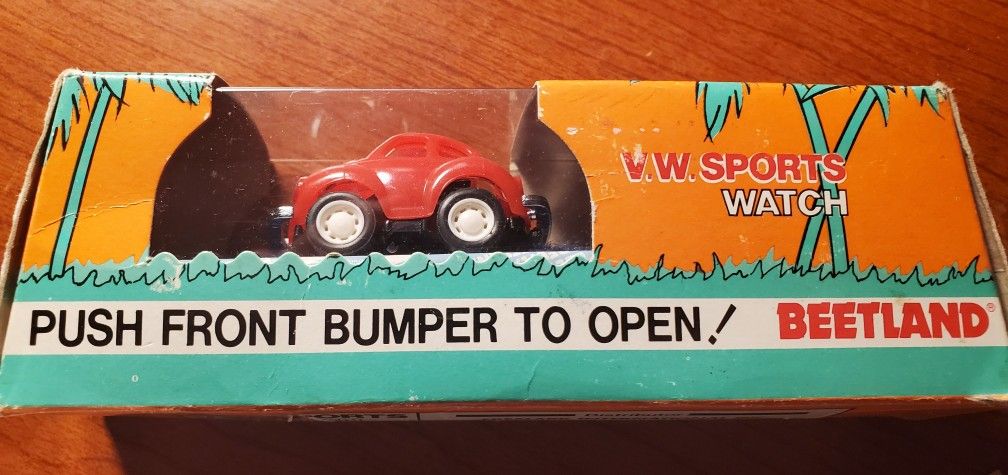 V.W. SPORTS
WATCH
PUSH FRONT BUMPER TO OPEN! BEETLAND®